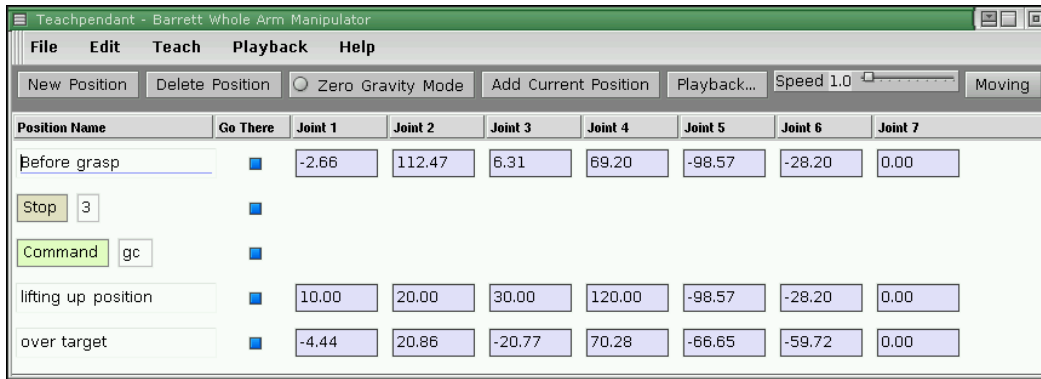 Teachpendant - Barrett Whole Arm Manipulator
File Edit Teach Playback Help
New Position Delete Position Zero Gravity Mode Add Current Position Playback... Speed 1.0 Moving
Position Name Go There Joint 1 Joint 2 Joint 3 Joint 4 Joint 5 Joint 6 Joint 7
Before grasp -2.66 112.47 6.31 69.20 -98.57 -28.20 0.00
Stop 3
Command gc
lifting up position 10.00 20.00 30.00 120.00 -98.57 -28.20 0.00
over target -4.44 20.86 -20.77 70.28 -66.65 -59.72 0.00